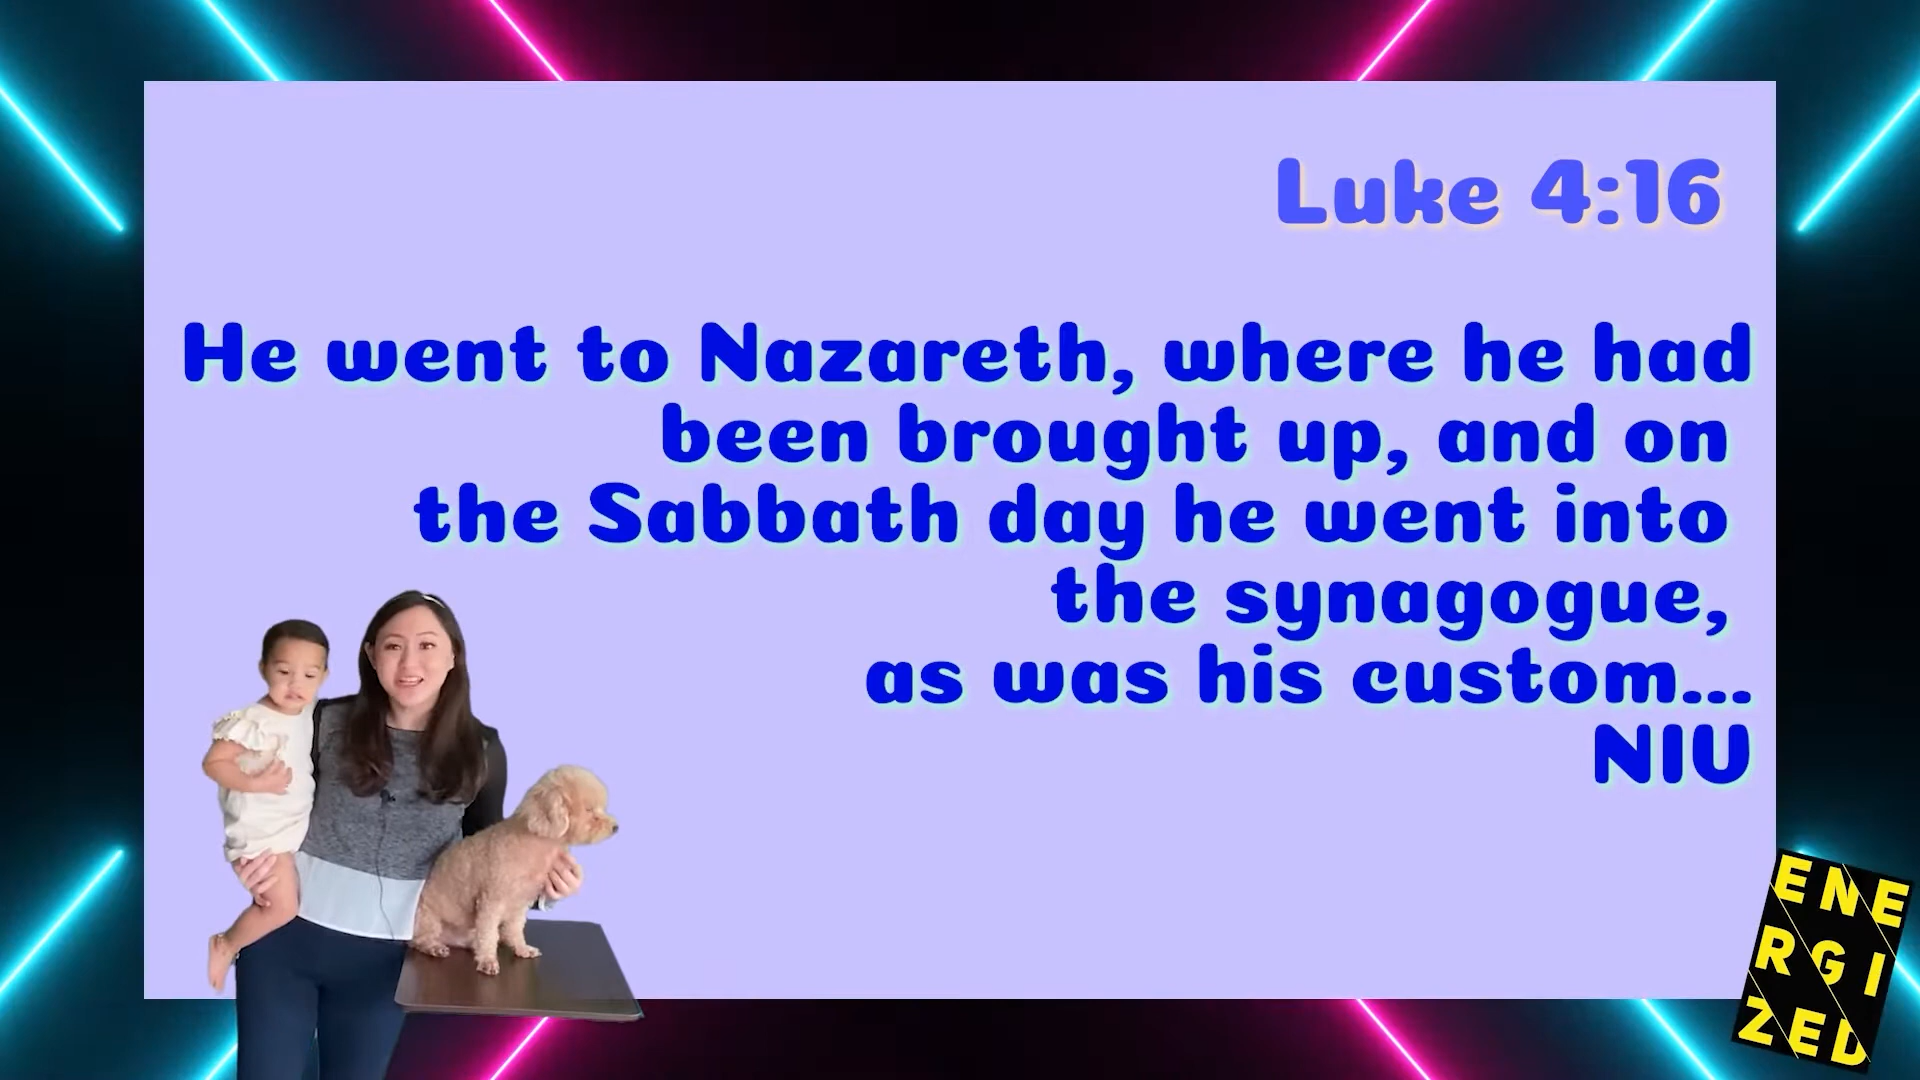 Luke 4:16
He went to Nazareth, where he had
been brought up, and on
the Sabbath day he went into
the synagogue,
as was his custom...
NIU
ENE
RGI
ZED